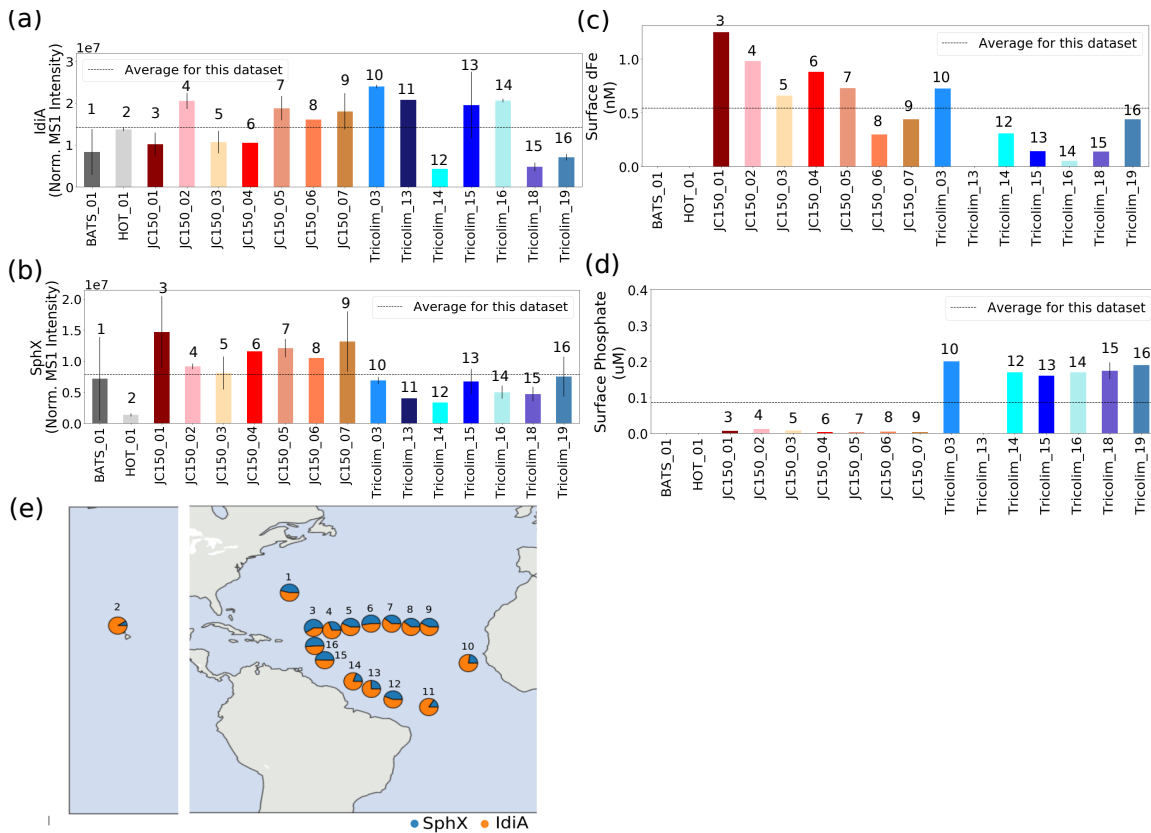 (a)
1e7
3
2
1
0
IdiA
(Norm. MS1 Intensity)
Average for this dataset
1 2 3 4 5 6 7 8 9 10 11 12 13 14 15 16
BATS_01 HOT_01 JC150_01 JC150_02 JC150_03 JC150_04 JC150_05 JC150_06 JC150_07 Tricolim_03 Tricolim_13 Tricolim_14 Tricolim_15 Tricolim_16 Tricolim_18 Tricolim_19
(b)
1e7
2.0
1.5
1.0
0.5
0.0
SphX
(Norm. MS1 Intensity)
Average for this dataset
1 2 3 4 5 6 7 8 9 10 11 12 13 14 15 16
BATS_01 HOT_01 JC150_01 JC150_02 JC150_03 JC150_04 JC150_05 JC150_06 JC150_07 Tricolim_03 Tricolim_13 Tricolim_14 Tricolim_15 Tricolim_16 Tricolim_18 Tricolim_19
(c)
1.0
0.5
0.0
Surface dFe
(nM)
Average for this dataset
3 4 5 6 7 8 9 10 12 13 14 15 16
BATS_01 HOT_01 JC150_01 JC150_02 JC150_03 JC150_04 JC150_05 JC150_06 JC150_07 Tricolim_03 Tricolim_13 Tricolim_14 Tricolim_15 Tricolim_16 Tricolim_18 Tricolim_19
(d)
0.4
0.3
0.2
0.1
0.0
Surface Phosphate
(uM)
Average for this dataset
3 4 5 6 7 8 9 10 12 13 14 15 16
BATS_01 HOT_01 JC150_01 JC150_02 JC150_03 JC150_04 JC150_05 JC150_06 JC150_07 Tricolim_03 Tricolim_13 Tricolim_14 Tricolim_15 Tricolim_16 Tricolim_18 Tricolim_19
(e)
1
2 3 4 5 6 7 8 9
16
15 10
14 13
12 11
SphX IdiA